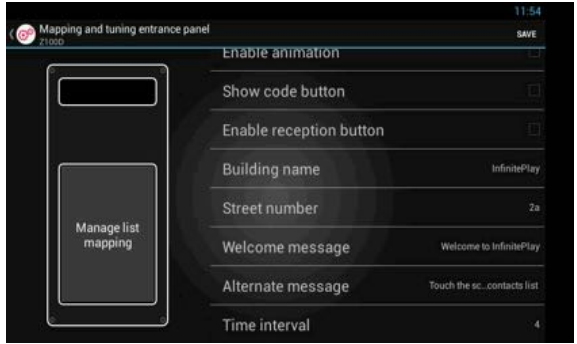 11:54
Mapping and tuning entrance panel
Z100D
SAVE
Enable animation
Show code button
Enable reception button
Building name
InfinitePlay
Street number
2a
Manage list
mapping
Welcome message
Welcome to InfinitePlay
Alternate message
Touch the sc..contacts list
Time interval
4